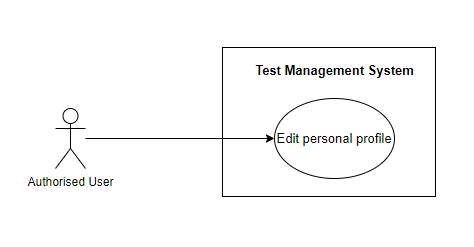 Test Management System
Edit personal profile
Authorised User